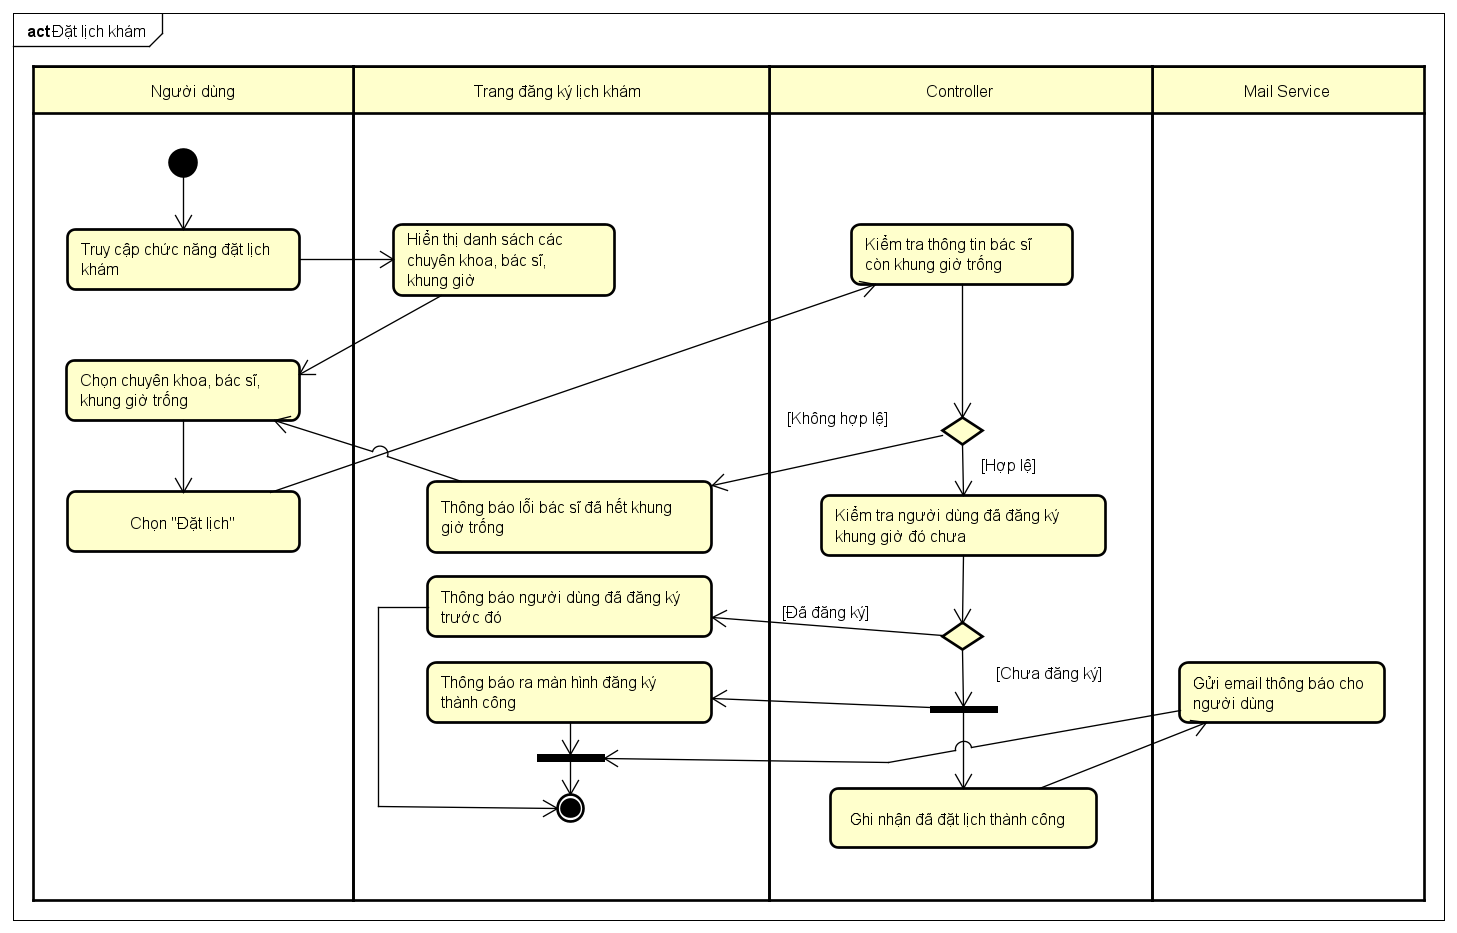 act Đặt lịch khám
Người dùng
Trang đăng ký lịch khám
Controller
Mail Service
Truy cập chức năng đặt lịch
khám
Hiển thị danh sách các
chuyên khoa, bác sĩ,
khung giờ
Kiểm tra thông tin bác sĩ
còn khung giờ trống
Chọn chuyên khoa, bác sĩ,
khung giờ trống
[Không hợp lệ]
[Hợp lệ]
Chọn "Đặt lịch"
Thông báo lỗi bác sĩ đã hết khung
giờ trống
Kiểm tra người dùng đã đăng ký
khung giờ đó chưa
Thông báo người dùng đã đăng ký
trước đó
[Đã đăng ký]
[Chưa đăng ký]
Thông báo ra màn hình đăng ký
thành công
Gửi email thông báo cho
người dùng
Ghi nhận đã đặt lịch thành công